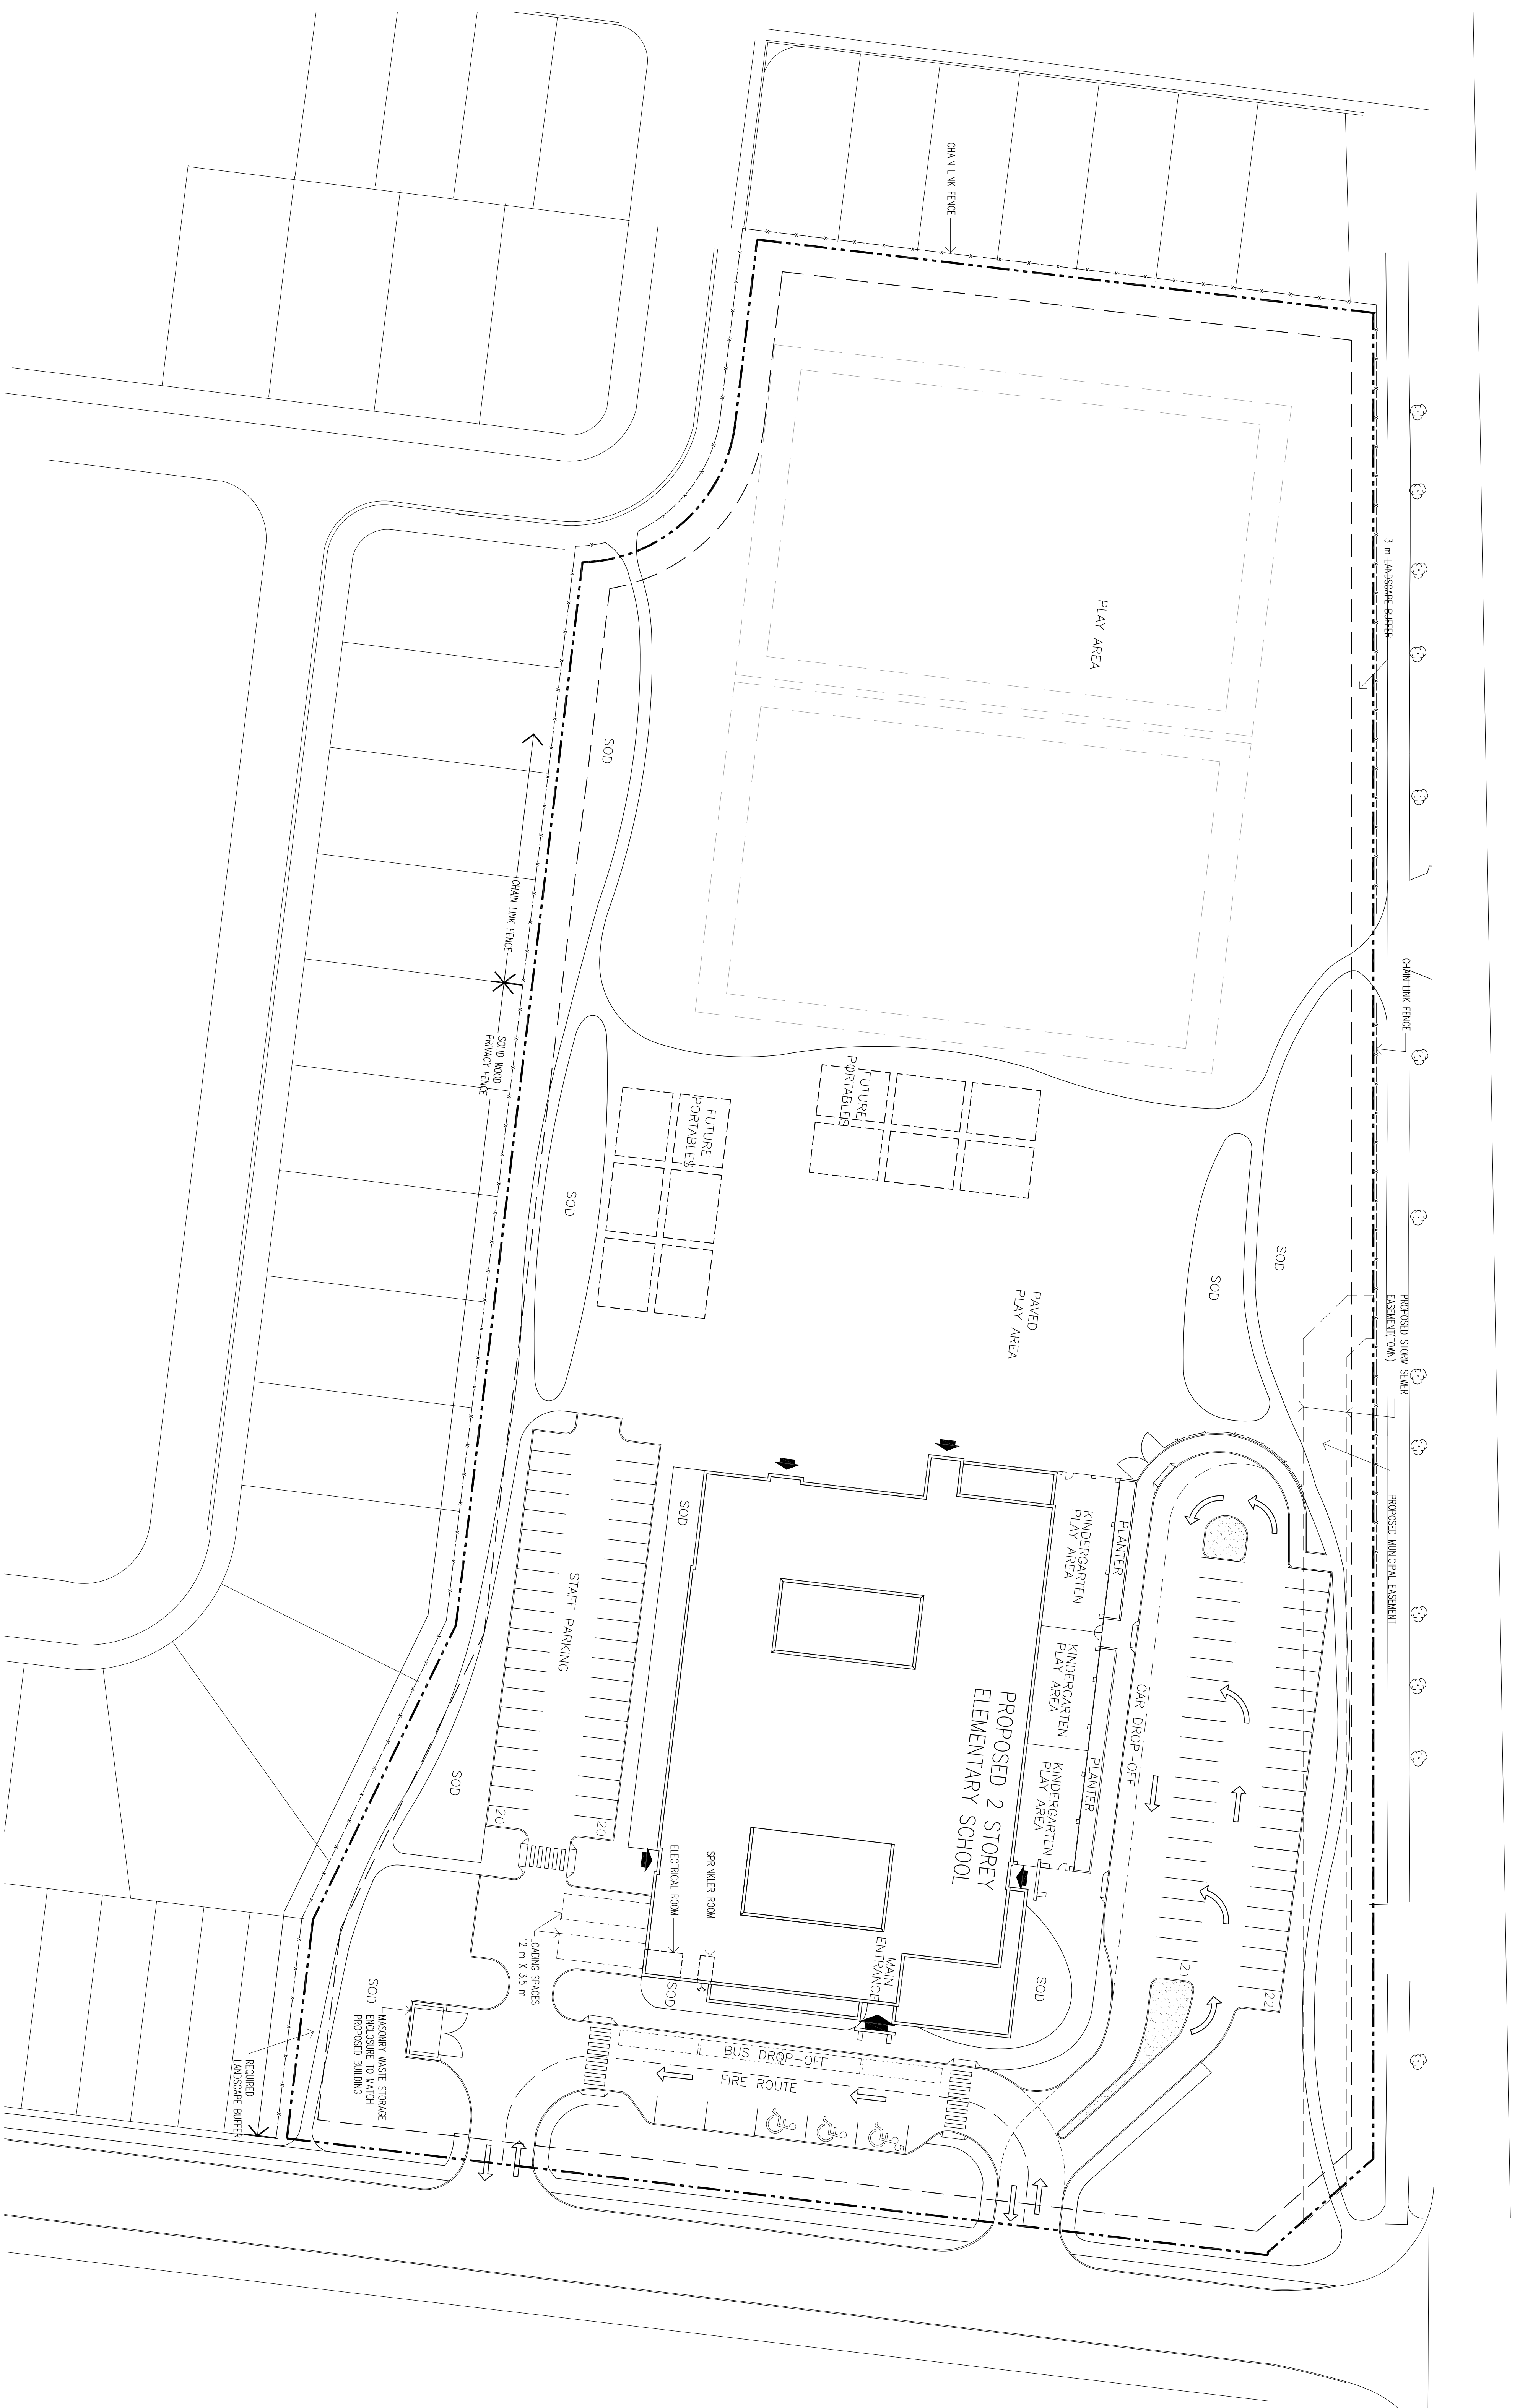 CHAIN LINK FENCE
3 m LANDSCAPE BUFFER
PLAY AREA
SOD
CHAIN LINK FENCE
CHAIN LINK FENCE
SOLID WOOD
PRIVACY FENCE
FUTURE
PORTABLES
FUTURE
PORTABLES
SOD
SOD
SOD
PAVED
PLAY AREA
PROPOSED STORM SEWER
EASEMENT(TOWN)
PROPOSED MUNICIPAL EASEMENT
SOD
STAFF PARKING
KINDERGARTEN
PLAY AREA
PLANTER
KINDERGARTEN
PLAY AREA
KINDERGARTEN
PLAY AREA
PLANTER
CAR DROP-OFF
PROPOSED 2 STOREY
ELEMENTARY SCHOOL
SOD
20
20
ELECTRICAL ROOM
SPRINKLER ROOM
LOADING SPACES
12 m X 3.5 m
MAIN
ENTRANCE
SOD
SOD
21
22
SOD
MASONRY WASTE STORAGE
ENCLOSURE TO MATCH
PROPOSED BUILDING
BUS DROP-OFF
FIRE ROUTE
5
REQUIRED
LANDSCAPE BUFFER